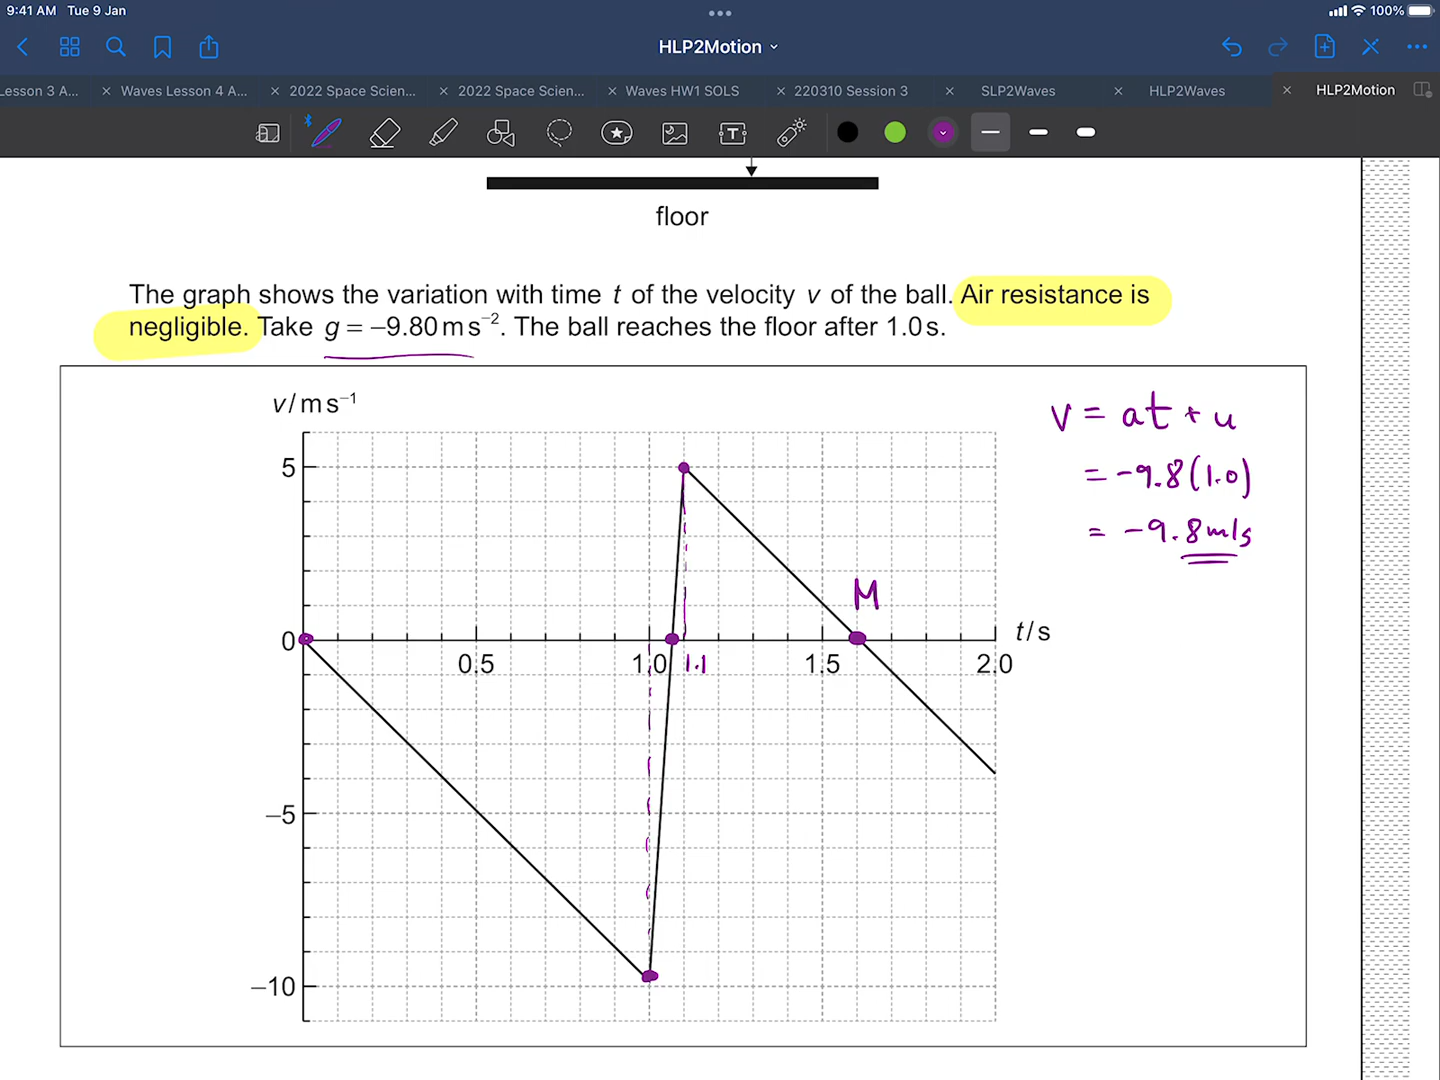 9:41 AM Tue 9 Jan
100%
HLP2Motion
Lesson 3 A...
Waves Lesson 4 A...
2022 Space Scien...
2022 Space Scien...
Waves HW1 SOLS
220310 Session 3
SLP2Waves
HLP2Waves
HLP2Motion
T
floor
The graph shows the variation with time t of the velocity v of the ball. Air resistance is
negligible. Take g = −9.80 m s⁻². The ball reaches the floor after 1.0 s.
v/m s⁻¹
v = at + u
5
= -9.8(1.0)
= -9.8m/s
M
0
t/s
0.5
1.0
1.1
1.5
2.0
−5
−10